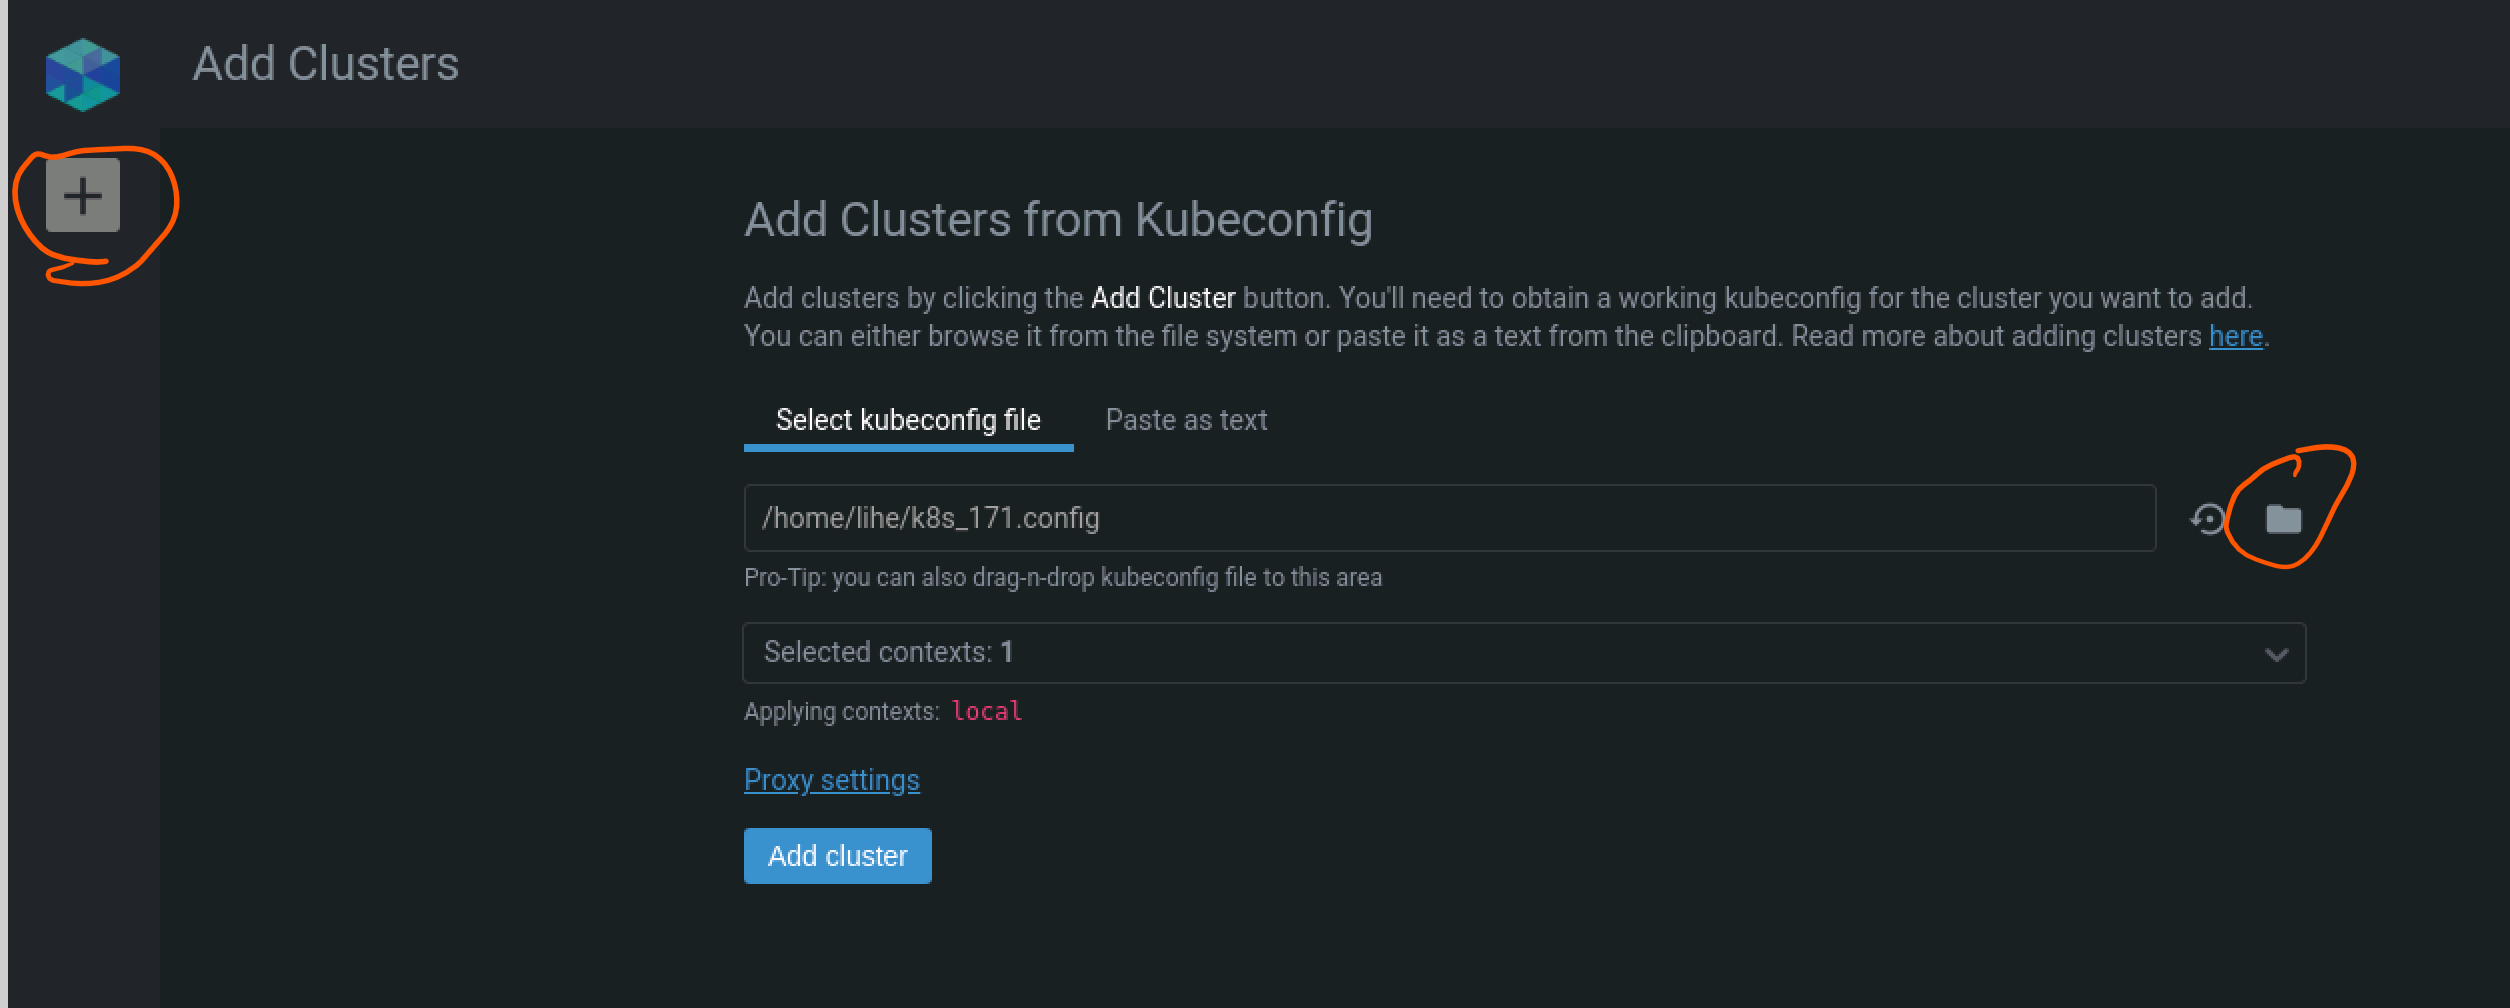 Add Clusters
Add Clusters from Kubeconfig
Add clusters by clicking the Add Cluster button. You'll need to obtain a working kubeconfig for the cluster you want to add.
You can either browse it from the file system or paste it as a text from the clipboard. Read more about adding clusters here.
Select kubeconfig file Paste as text
/home/lihe/k8s_171.config
Pro-Tip: you can also drag-n-drop kubeconfig file to this area
Selected contexts: 1
Applying contexts: local
Proxy settings
Add cluster